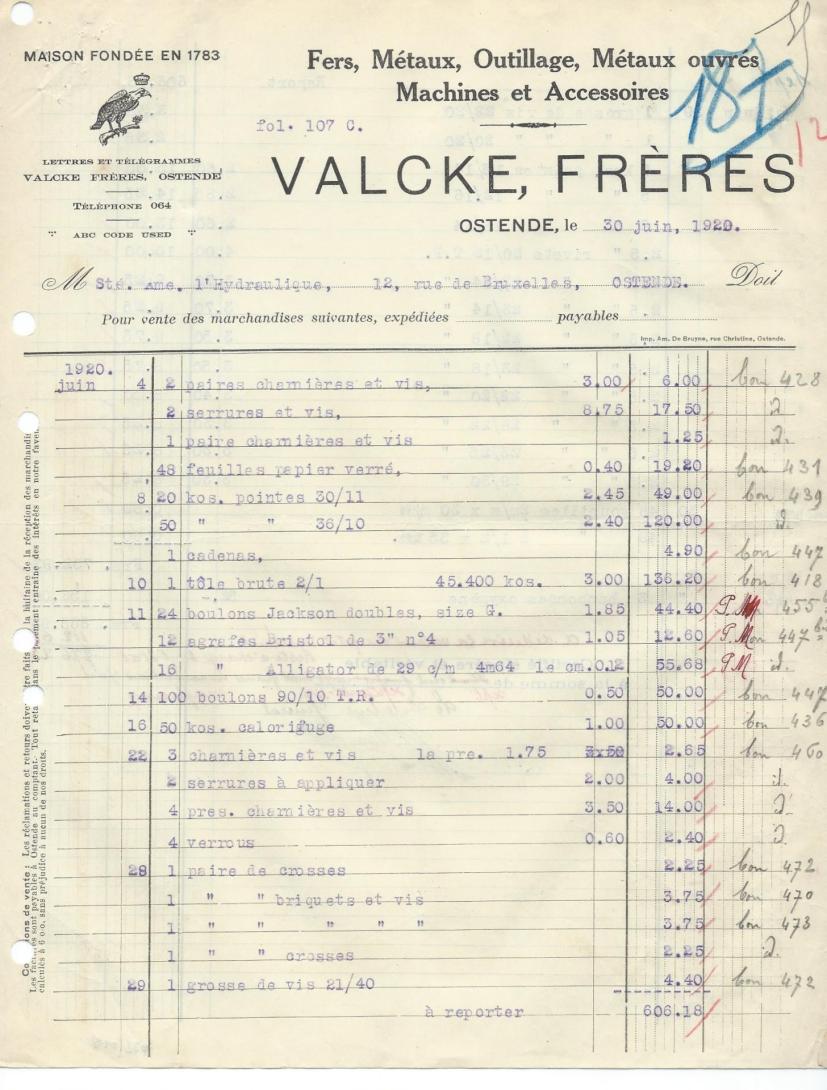 MAISON FONDÉE EN 1783
Fers, Métaux, Outillage, Métaux ouvrés
Machines et Accessoires
187
12
fol. 107 C.
LETTRES ET TÉLÉGRAMMES
VALCKE FRÈRES, OSTENDE
TÉLÉPHONE 064
ABC CODE USED
VALCKE, FRÈRES
OSTENDE, le 30 juin, 1920.
M Sté. Ame. l'Hydraulique, 12, rue de Bruxelles, OSTENDE. Doit
Pour vente des marchandises suivantes, expédiées payables
Imp. Am. De Bruyne, rue Christine, Ostende.
1920.
juin 4 2 paires charnières et vis, 3.00 6.00 bon 428
2 serrures et vis, 8.75 17.50 d.
1 paire charnières et vis 1.25 d.
48 feuilles papier verré, 0.40 19.20 bon 431
8 20 kos. pointes 30/11 2.45 49.00 bon 439
50 " " 36/10 2.40 120.00 d.
1 cadenas, 4.90 bon 447
10 1 tôle brute 2/1 45.400 kos. 3.00 136.20 bon 418
11 24 boulons Jackson doubles, size G. 1.85 44.40 P.M 455
12 agrafes Bristol de 3" n°4 1.05 12.60 P.M 447
16 " Alligator de 29 c/m 4m64 le cm. 0.12 55.68 PM d.
14 100 boulons 90/10 T.R. 0.50 50.00 bon 447
16 50 kos. calorifuge 1.00 50.00 bon 436
22 3 charnières et vis la pre. 1.75 3x50 2.65 bon 460
2 serrures à appliquer 2.00 4.00 d.
4 pres. charnières et vis 3.50 14.00 d.
4 verrous 0.60 2.40 d.
28 1 paire de crosses 2.25 bon 472
1 " " briquets et vis 3.75 bon 470
1 " " " " " 3.75 bon 473
1 " " crosses 2.25 d.
29 1 grosse de vis 21/40 4.40 bon 472
à reporter 606.18
ions de vente : Les réclamations et retours doive re faits la huitaine de la réception des marchandi
Les fac es sont payables à Ostende au comptant. Tout reta dans le paiement entraîne des intérêts en notre faveu
calculés à 6 o.o. sans préjudice à aucun de nos droits.